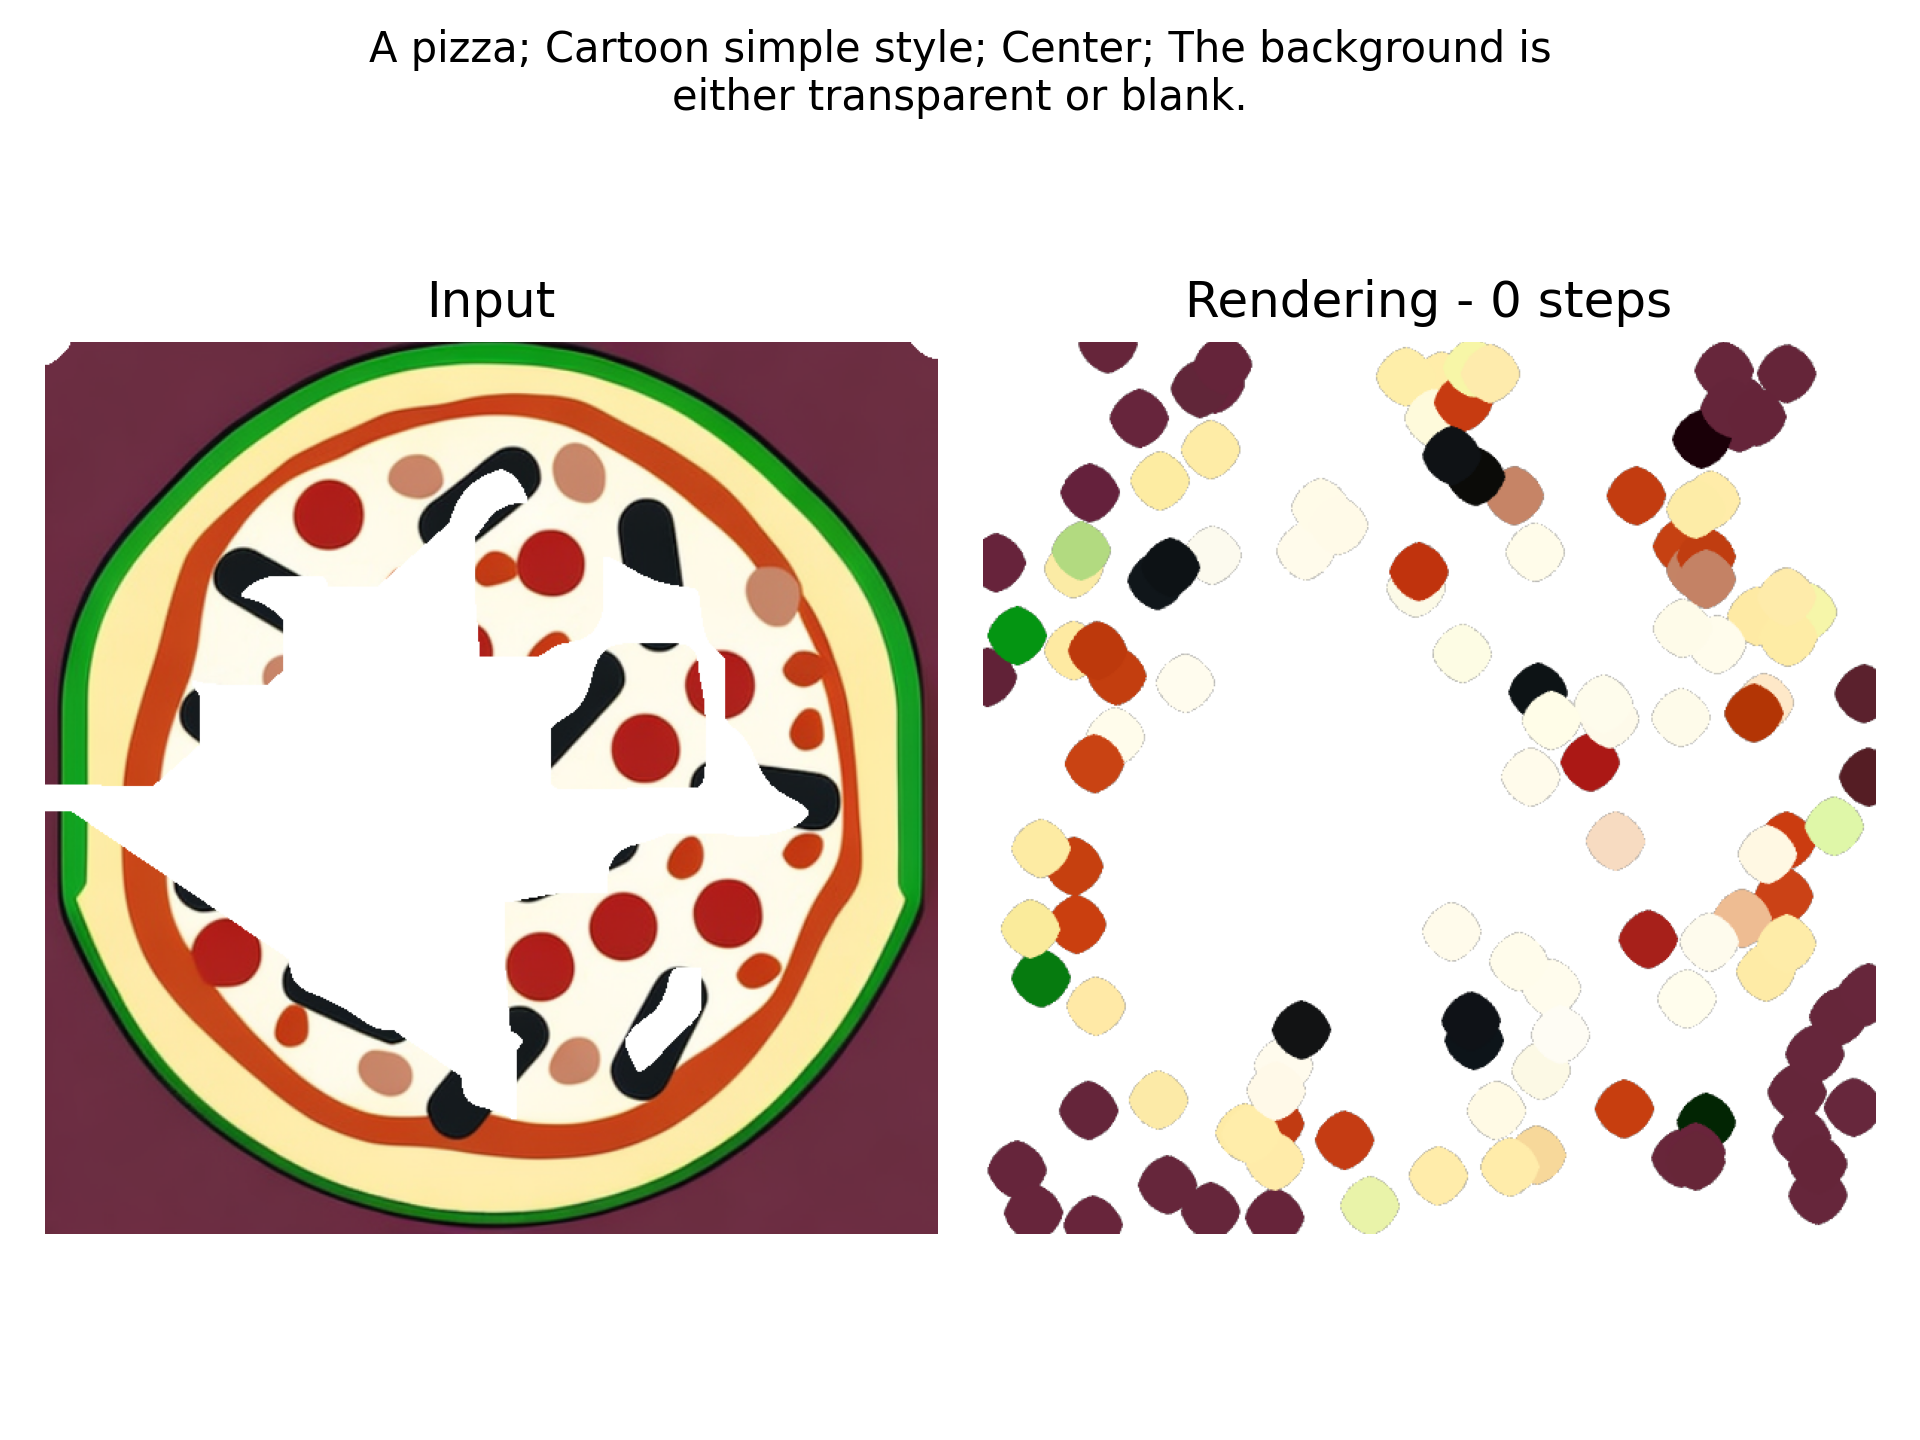 A pizza; Cartoon simple style; Center; The background is
either transparent or blank.
Input
Rendering - 0 steps